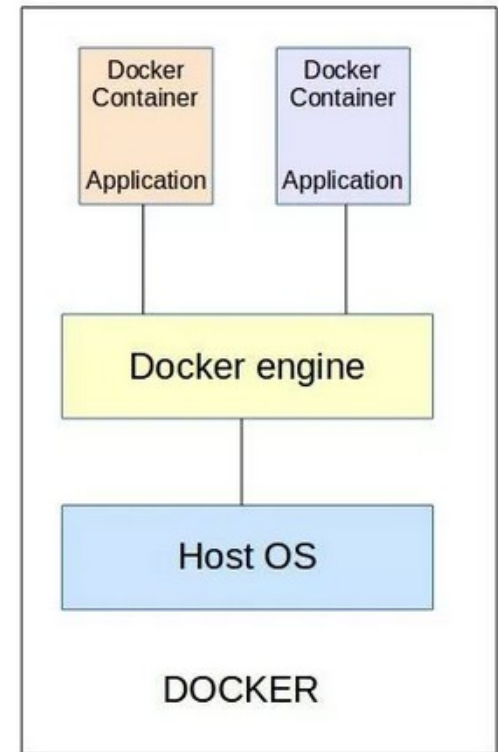 Docker
Container
Application
Docker
Container
Application
Docker engine
Host OS
DOCKER